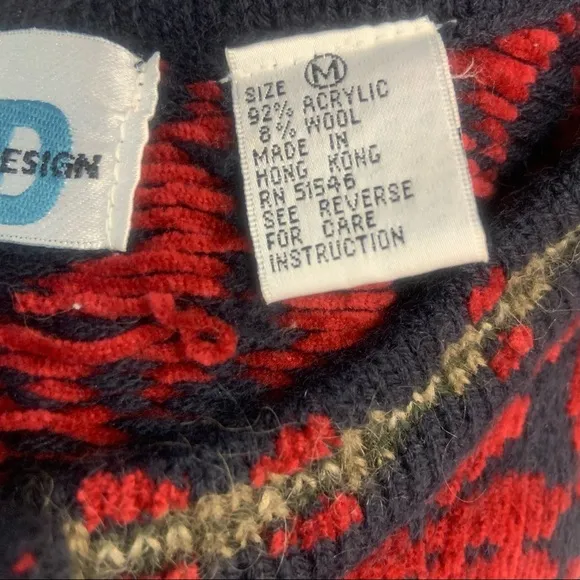 D
ESIGN
SIZE M
92% ACRYLIC
8% WOOL
MADE IN
HONG KONG
RN 51546
SEE REVERSE
FOR CARE
INSTRUCTION